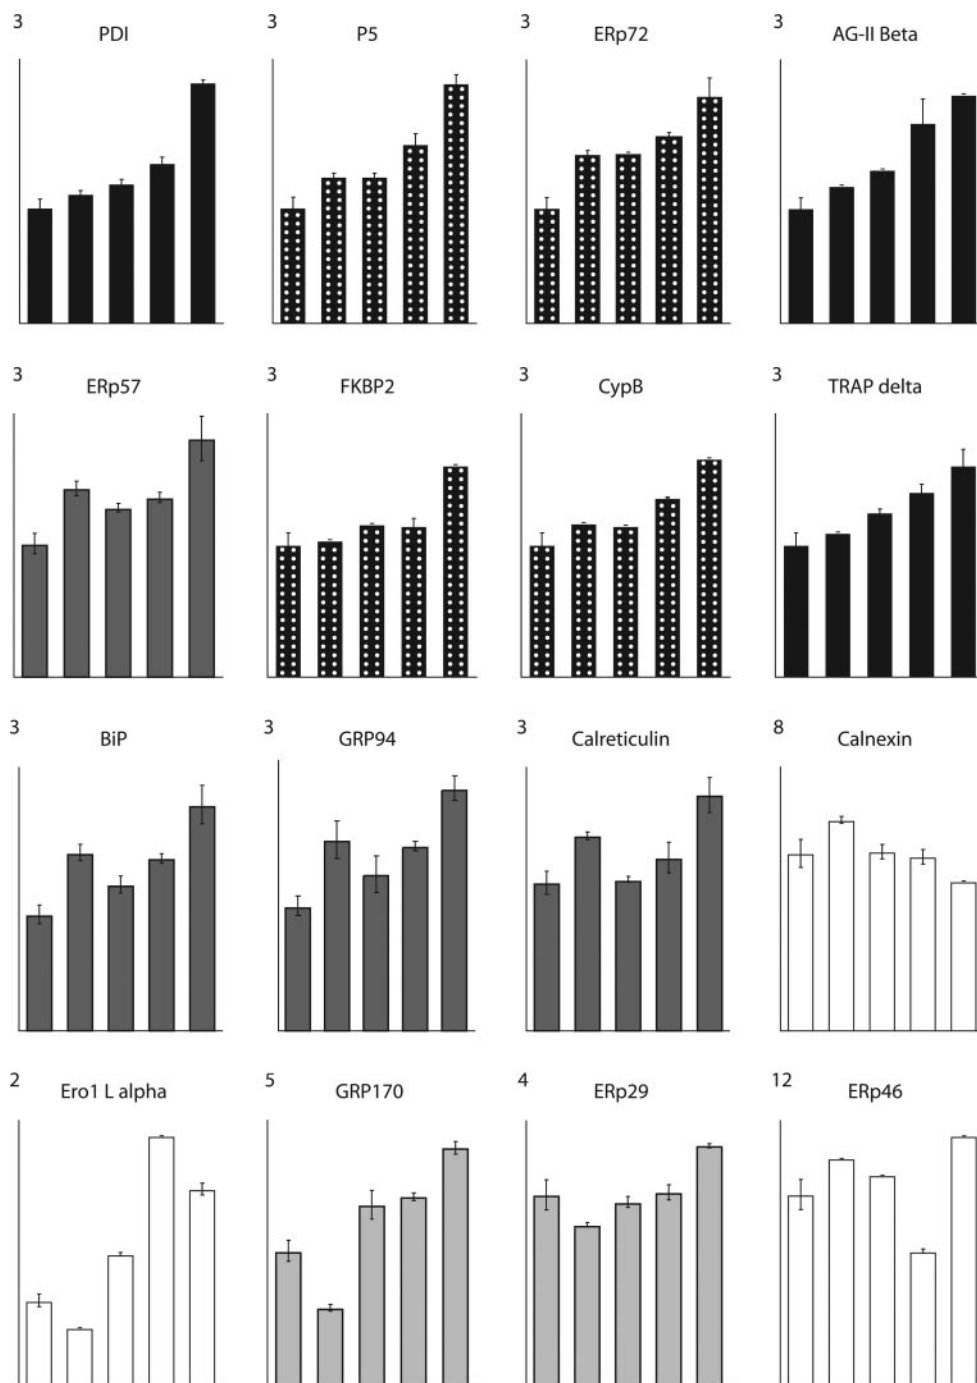 3 PDI
3 P5
3 ERp72
3 AG-II Beta
3 ERp57
3 FKBP2
3 CypB
3 TRAP delta
3 BiP
3 GRP94
3 Calreticulin
8 Calnexin
2 Ero1 L alpha
5 GRP170
4 ERp29
12 ERp46